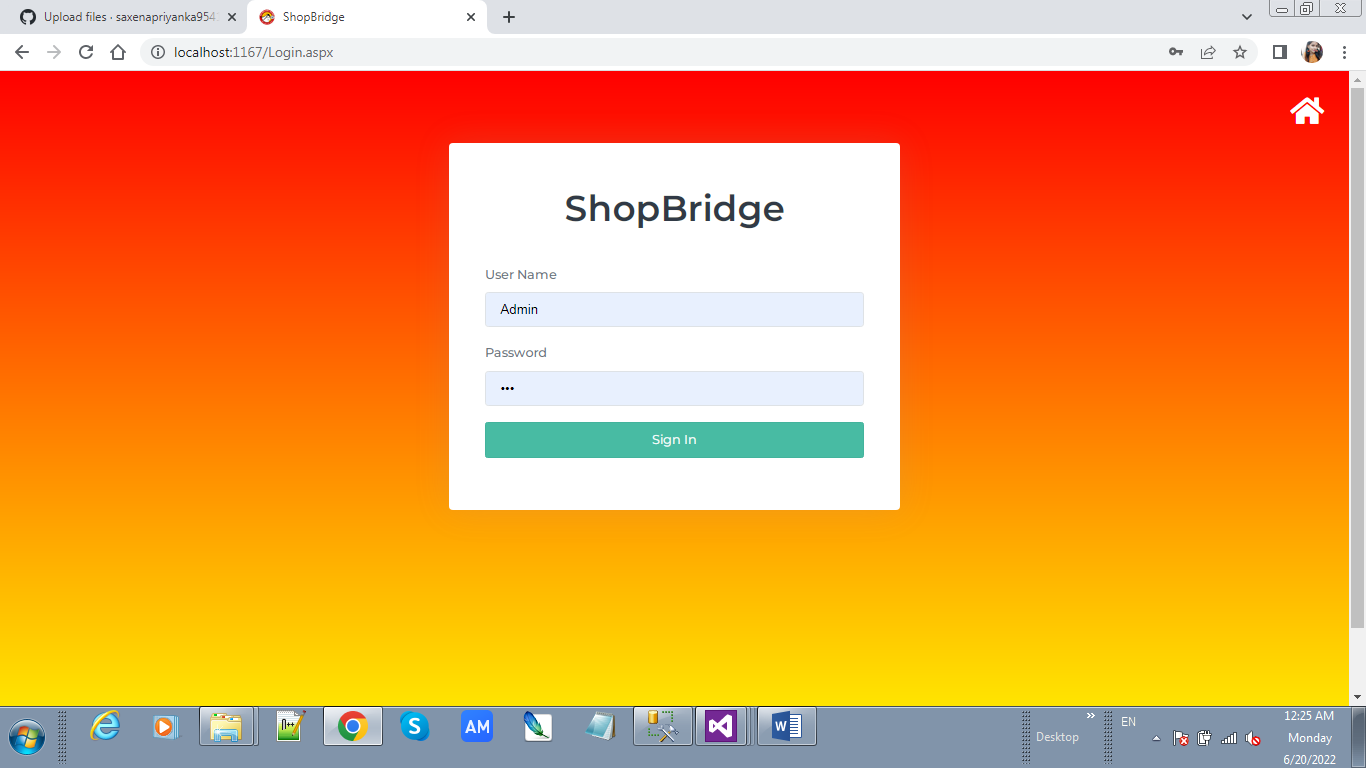 Upload files · saxenapriyanka954
ShopBridge
localhost:1167/Login.aspx
ShopBridge
User Name
Admin
Password
•••
Sign In
AM
Desktop
»
EN
12:25 AM
Monday
6/20/2022